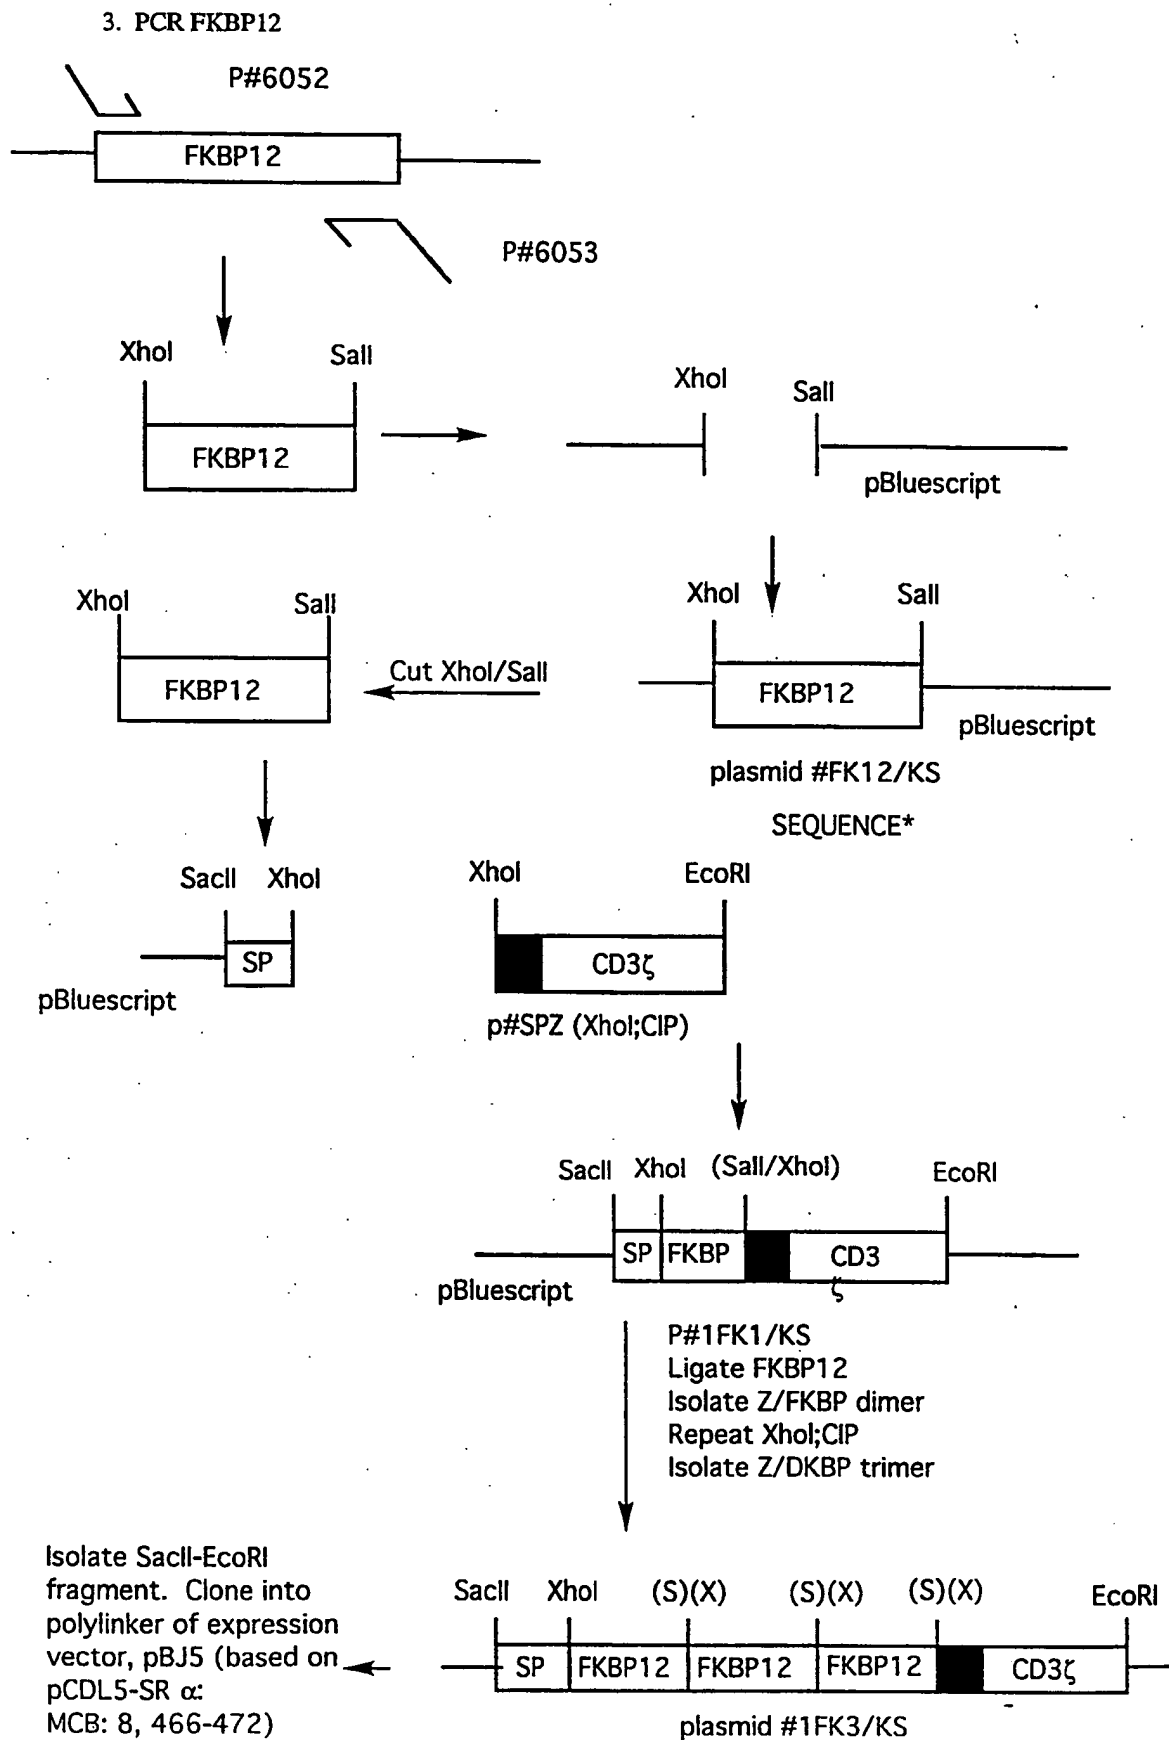 3. PCR FKBP12
P#6052
FKBP12
P#6053
XhoI SalI
FKBP12
XhoI SalI
pBluescript
XhoI SalI
FKBP12
Cut XhoI/SalI
XhoI SalI
FKBP12
pBluescript
plasmid #FK12/KS
SEQUENCE*
SacII XhoI
SP
pBluescript
XhoI EcoRI
CD3ζ
p#SPZ (XhoI;CIP)
SacII XhoI (SalI/XhoI) EcoRI
SP FKBP CD3
ζ
pBluescript
P#1FK1/KS
Ligate FKBP12
Isolate Z/FKBP dimer
Repeat XhoI;CIP
Isolate Z/DKBP trimer
Isolate SacII-EcoRI
fragment. Clone into
polylinker of expression
vector, pBJ5 (based on
pCDL5-SR α:
MCB: 8, 466-472)
SacII XhoI (S)(X) (S)(X) (S)(X) EcoRI
SP FKBP12 FKBP12 FKBP12 CD3ζ
plasmid #1FK3/KS